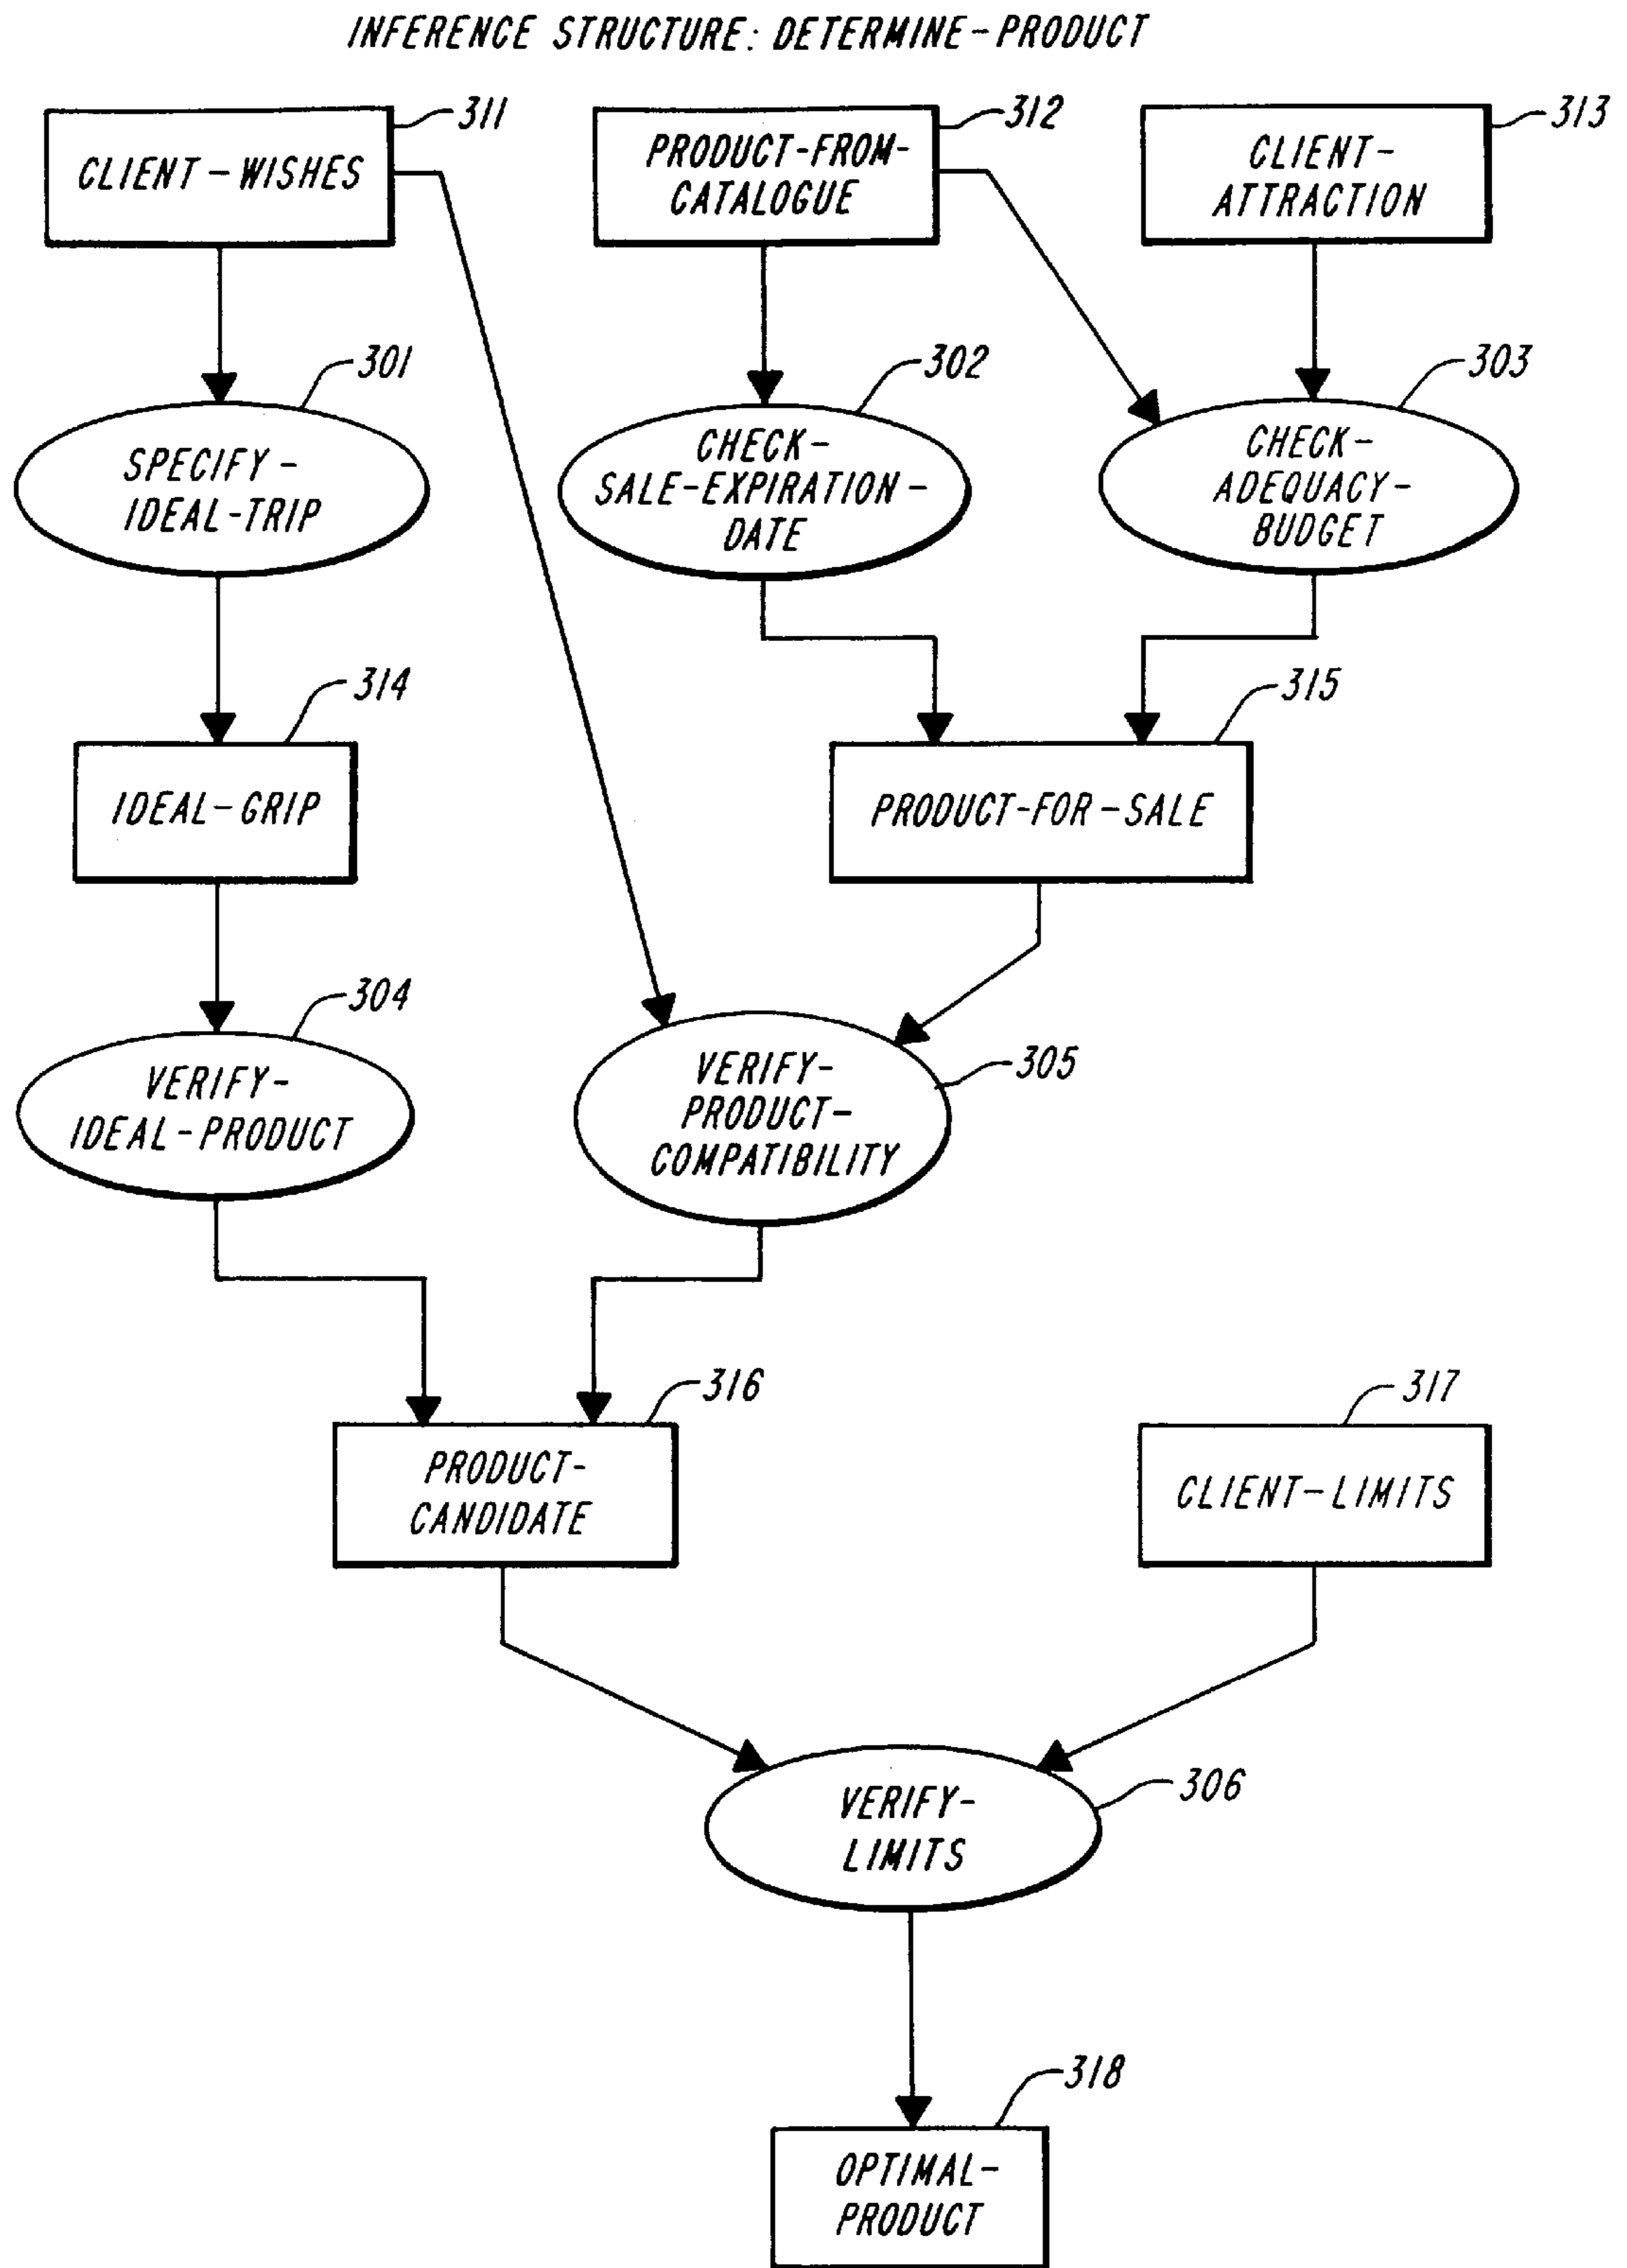 INFERENCE STRUCTURE: DETERMINE-PRODUCT
311
312
313
CLIENT-WISHES
PRODUCT-FROM-
CATALOGUE
CLIENT-
ATTRACTION
301
302
303
SPECIFY-
IDEAL-TRIP
CHECK-
SALE-EXPIRATION-
DATE
CHECK-
ADEQUACY-
BUDGET
314
315
IDEAL-GRIP
PRODUCT-FOR-SALE
304
305
VERIFY-
IDEAL-PRODUCT
VERIFY-
PRODUCT-
COMPATIBILITY
316
317
PRODUCT-
CANDIDATE
CLIENT-LIMITS
306
VERIFY-
LIMITS
318
OPTIMAL-
PRODUCT